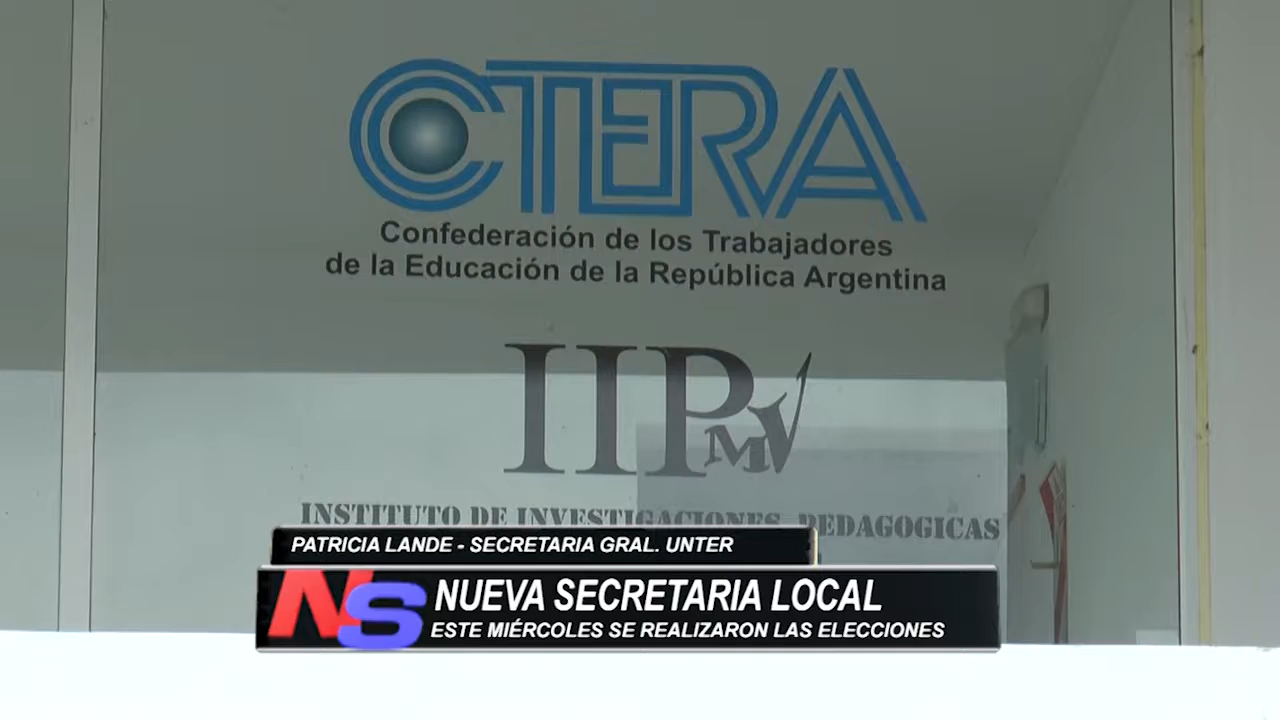 CTERA
Confederación de los Trabajadores
de la Educación de la República Argentina
IIPMV
INSTITUTO DE INVESTIGACIONES PEDAGOGICAS
PATRICIA LANDE - SECRETARIA GRAL. UNTER
NS
NUEVA SECRETARIA LOCAL
ESTE MIÉRCOLES SE REALIZARON LAS ELECCIONES